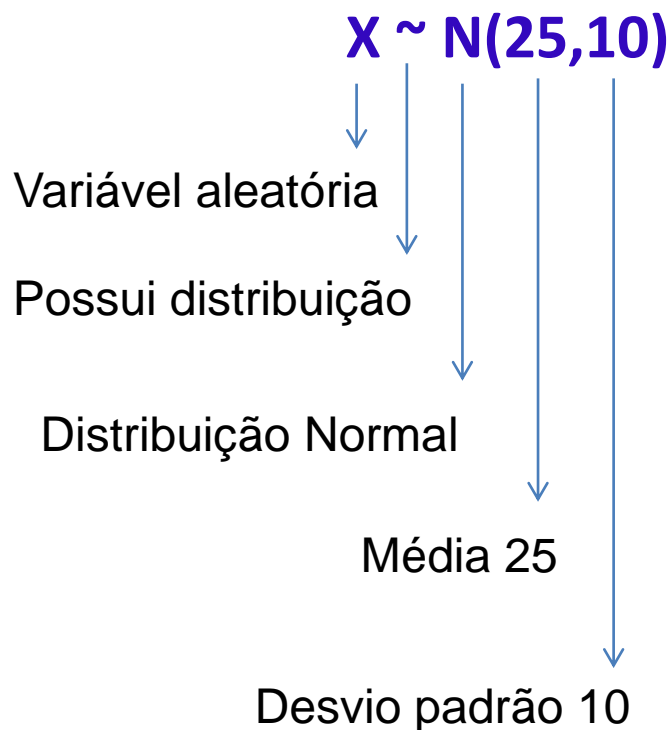 X ~ N(25,10)
Variável aleatória
Possui distribuição
Distribuição Normal
Média 25
Desvio padrão 10